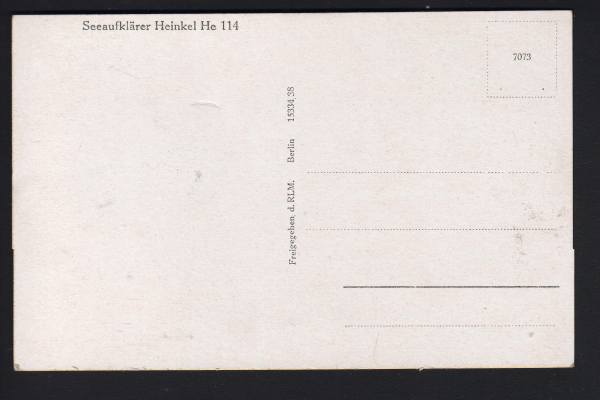 Seeaufklärer Heinkel He 114
7073
Freigegeben d. RLM. Berlin 15334/38